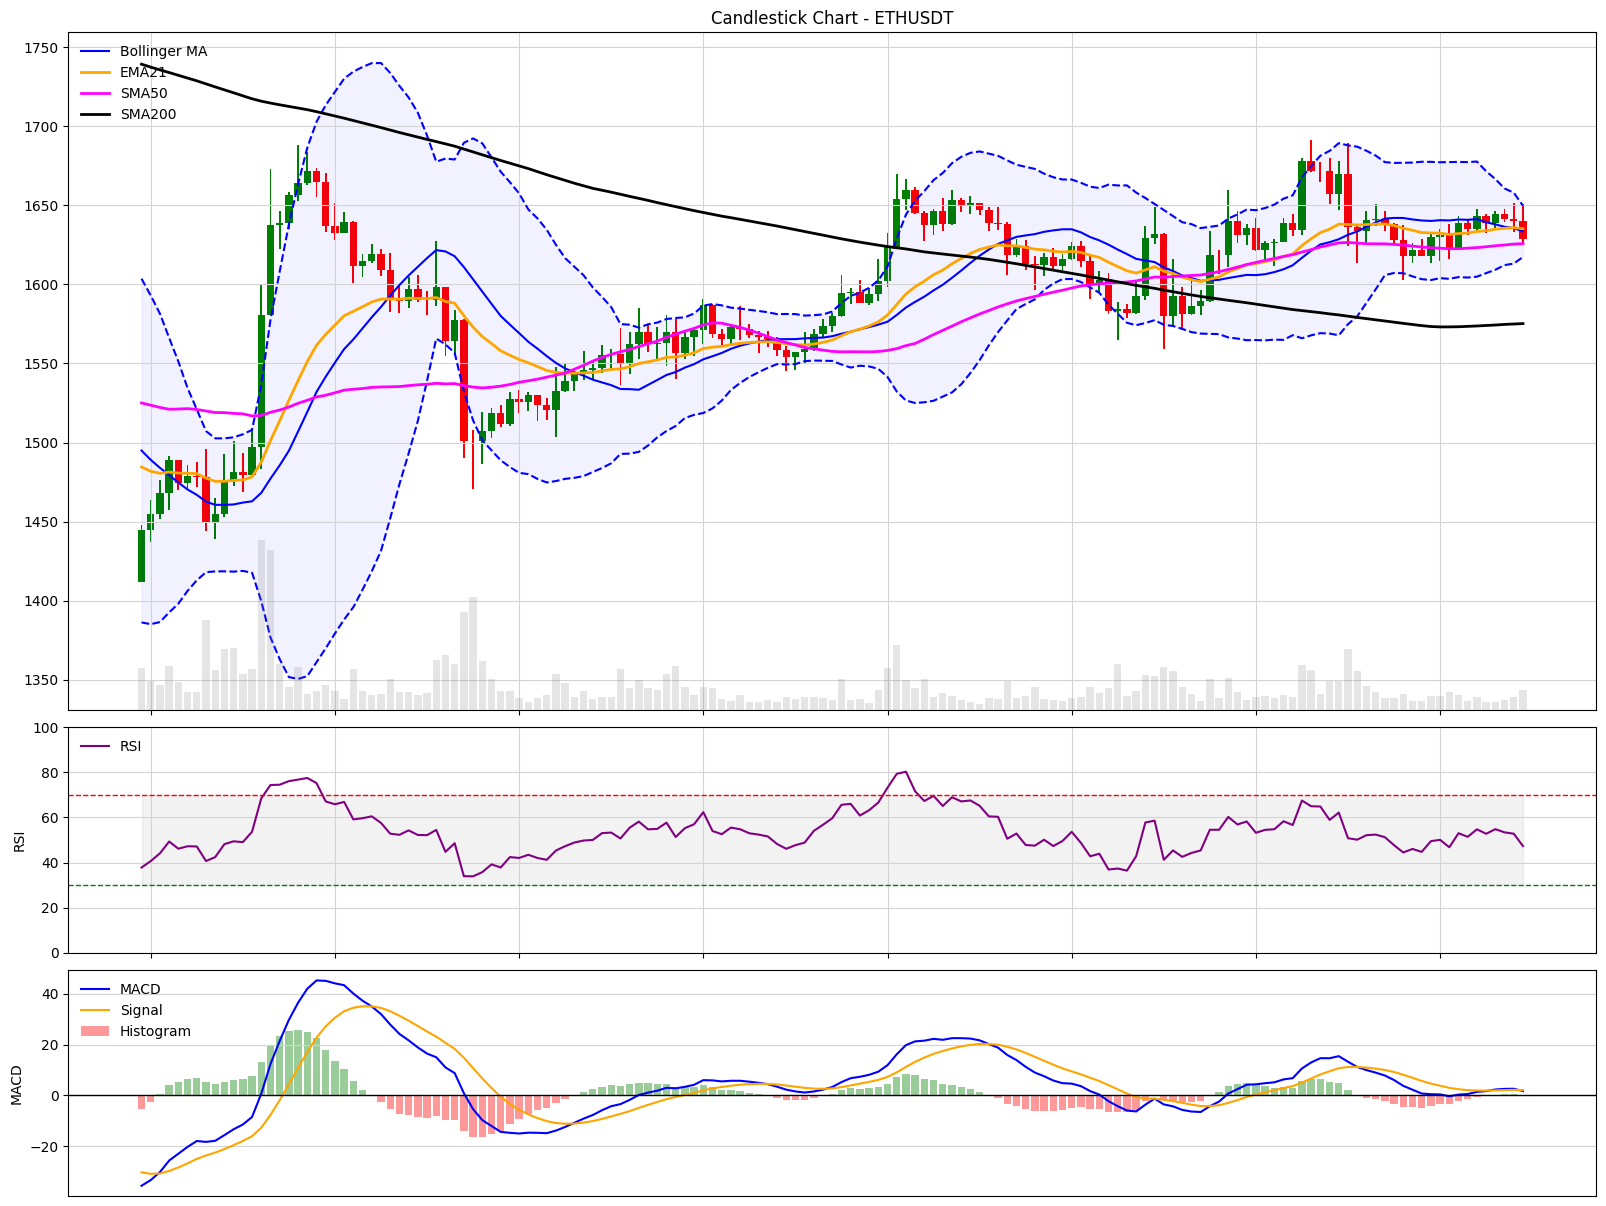 Candlestick Chart - ETHUSDT
Bollinger MA
EMA21
SMA50
SMA200
1750
1700
1650
1600
1550
1500
1450
1400
1350
RSI
RSI
100
80
60
40
20
0
MACD
Signal
Histogram
MACD
40
20
0
−20